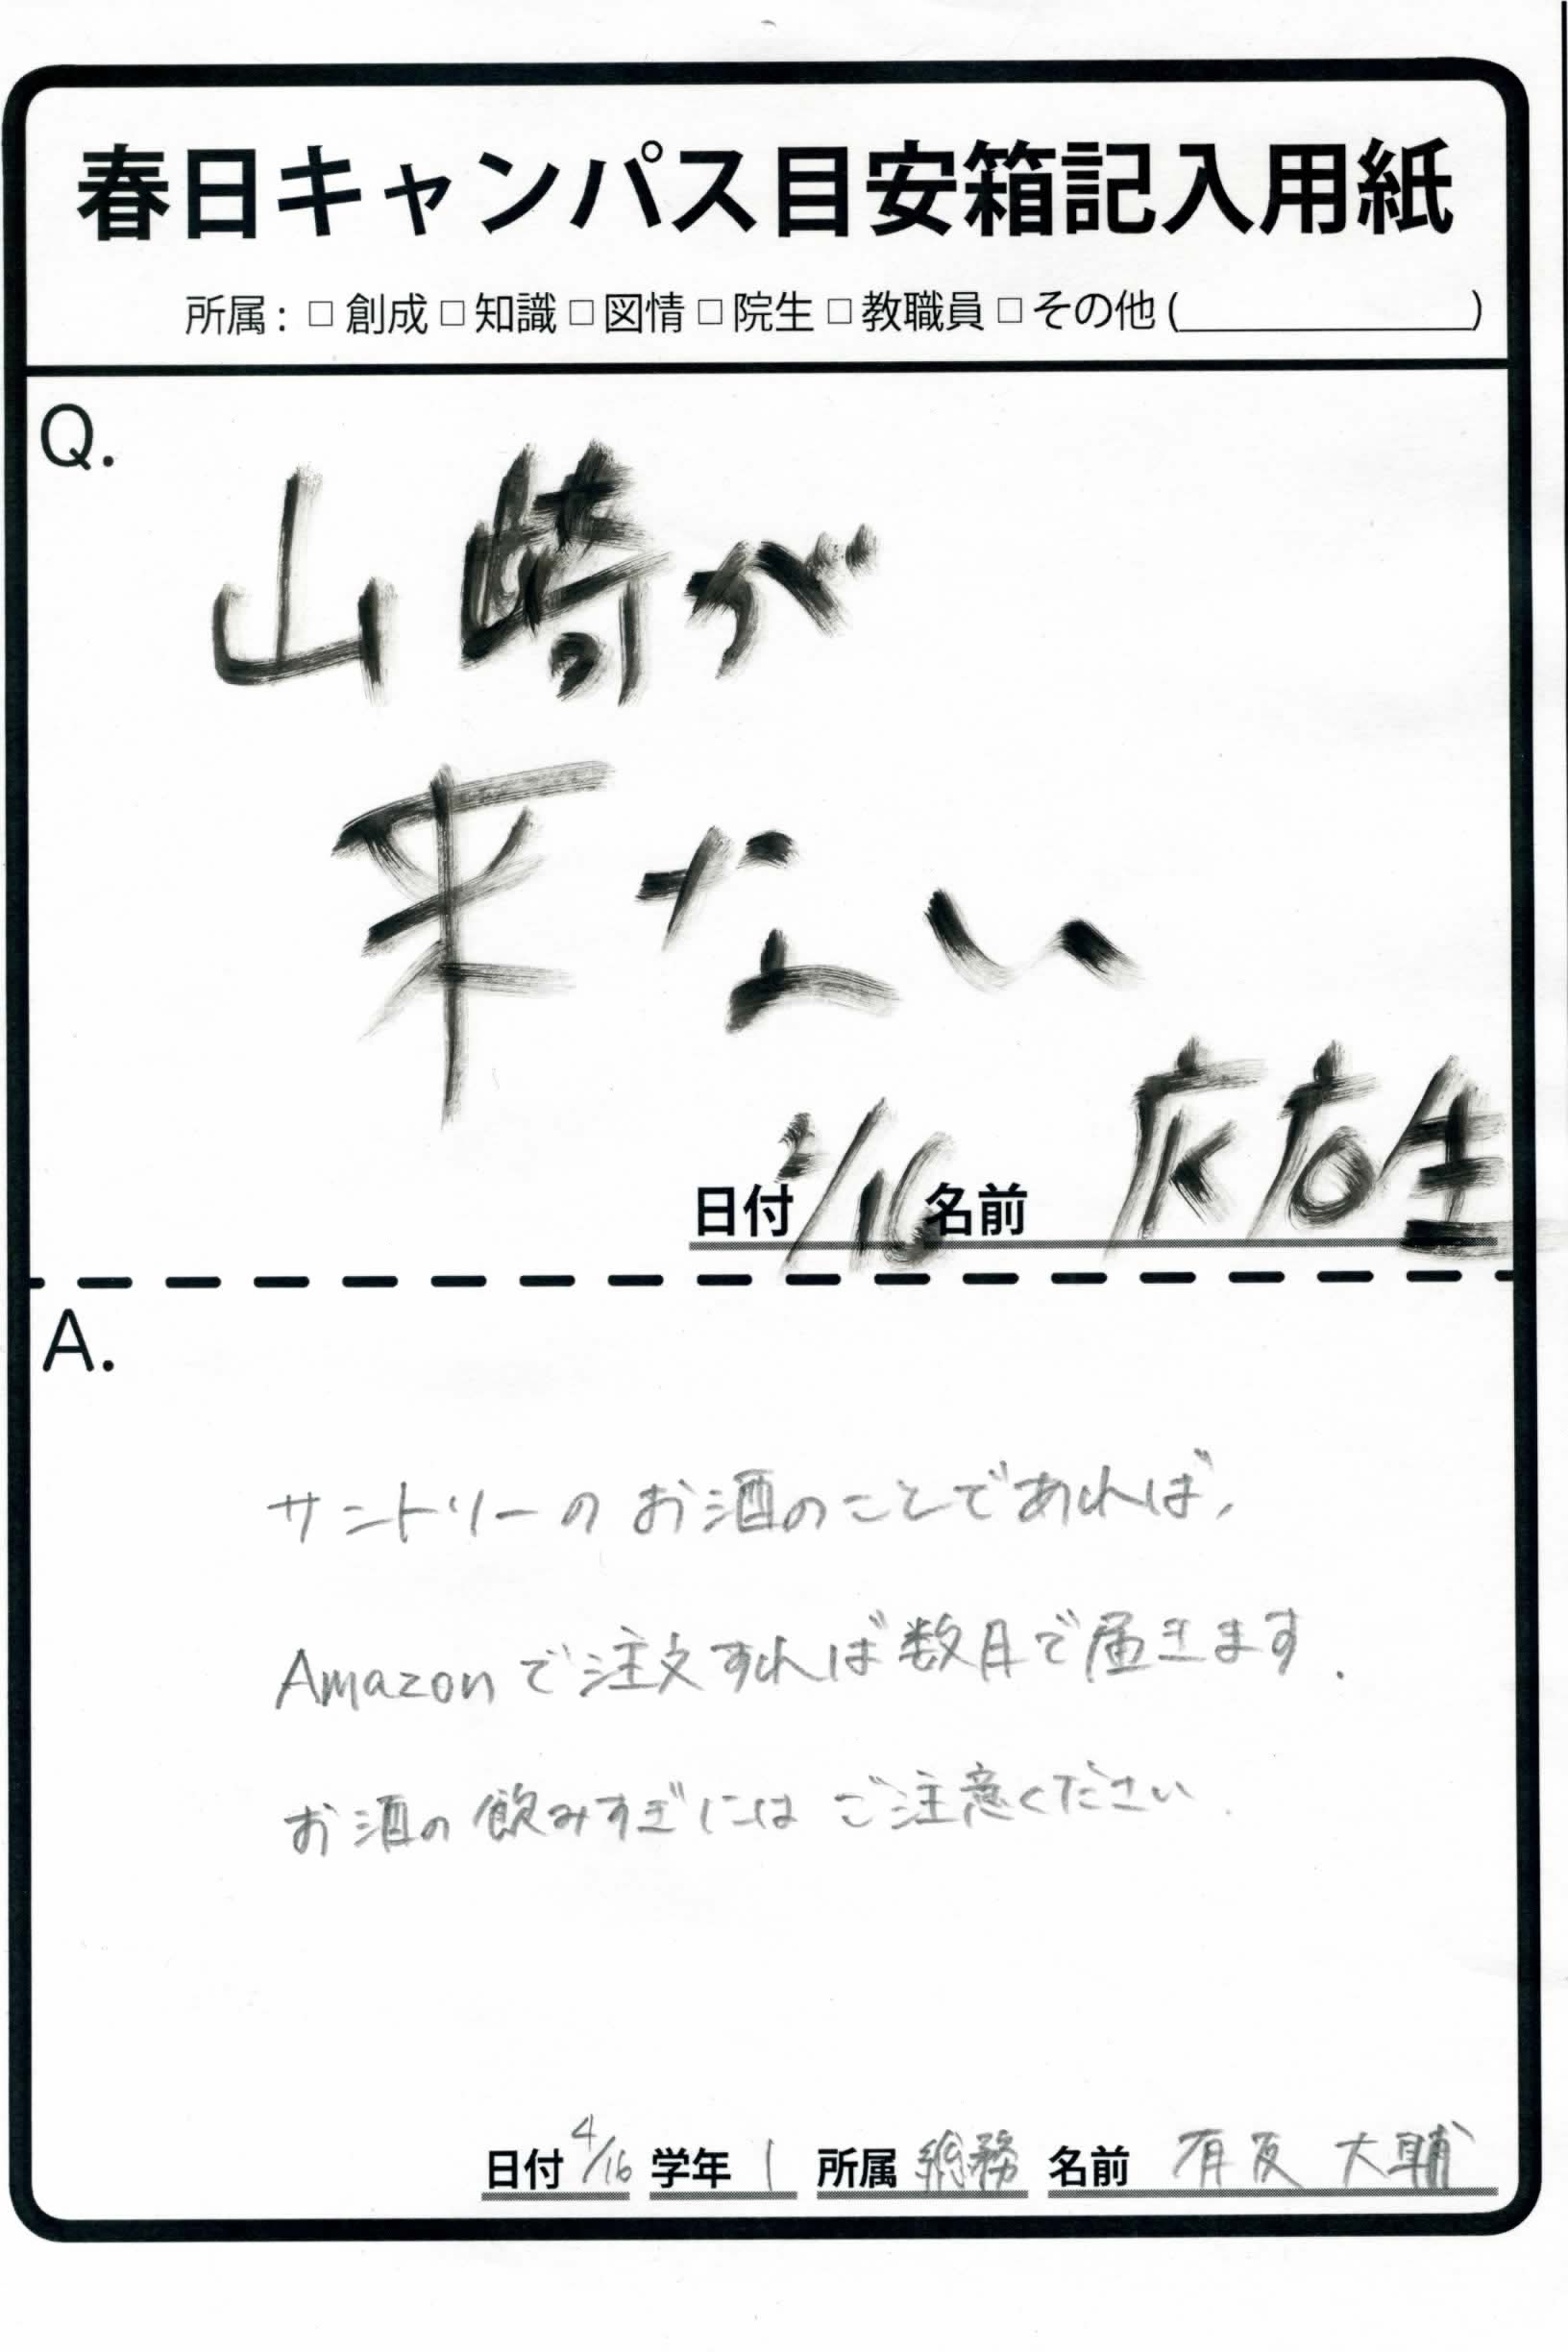 春日キャンパス目安箱記入用紙
所属:□創成□知識□図情□院生□教職員□その他( )
Q.
山崎が
来ない
日付 2/16 名前
A.
サントリーのお酒のことであれば,
Amazonで注文すれば数月で届きます.
お酒の飲みすぎにはご注意ください.
日付 4/16 学年 1 所属 総務 名前 有阪 大輔